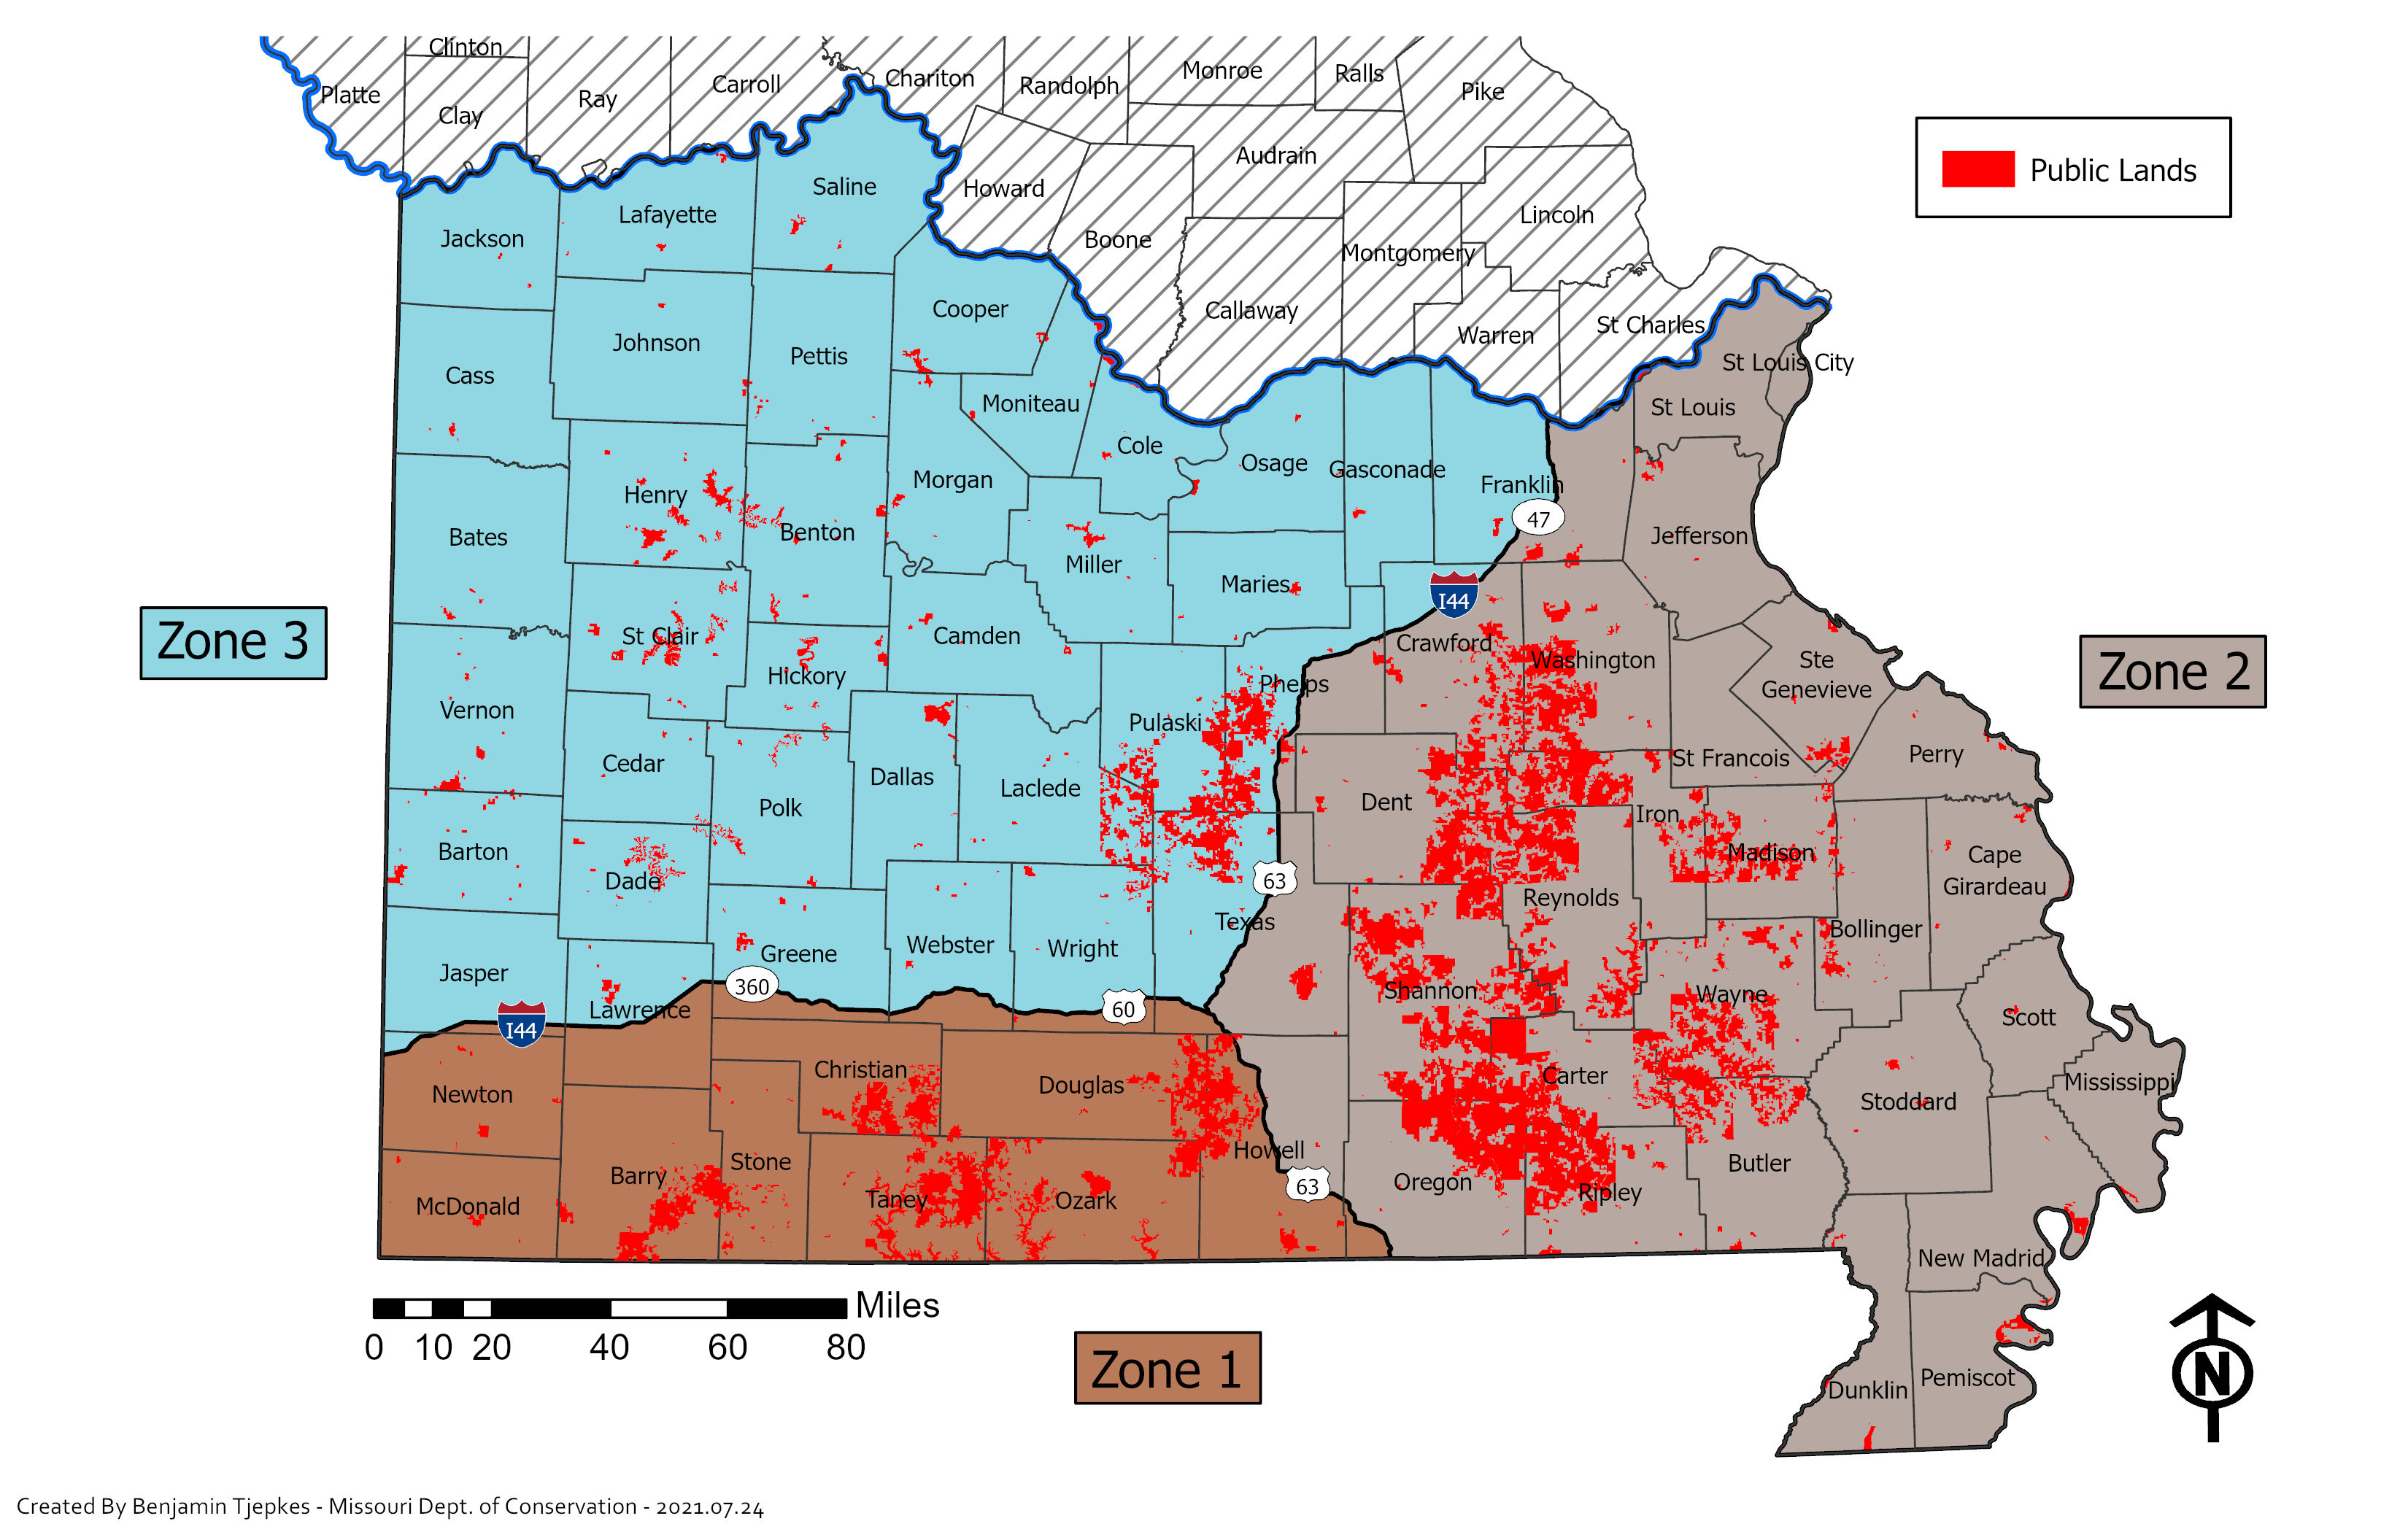 Clinton
Platte
Clay
Ray
Carroll
Chariton
Randolph
Monroe
Ralls
Pike
Audrain
Howard
Boone
Callaway
Montgomery
Lincoln
Warren
St Charles
Public Lands
Saline
Lafayette
Jackson
Cooper
Johnson
Pettis
Cass
Moniteau
Cole
Osage
Gasconade
Franklin
St Louis City
St Louis
Morgan
Henry
Benton
47
Jefferson
Bates
Miller
Maries
I44
Zone 3
St Clair
Hickory
Camden
Crawford
Washington
Ste
Genevieve
Zone 2
Phelps
Vernon
Pulaski
Cedar
Dallas
Laclede
Polk
Dent
St Francois
Perry
Iron
Barton
Dade
63
Madison
Cape
Girardeau
Reynolds
Texas
Bollinger
Jasper
Greene
Webster
Wright
360
Lawrence
I44
60
Shannon
Wayne
Scott
Newton
Christian
Douglas
Carter
Stoddard
Mississippi
Howell
Barry
Stone
McDonald
Taney
Ozark
63
Oregon
Ripley
Butler
New Madrid
Miles
0 10 20 40 60 80
Zone 1
Dunklin
Pemiscot
N
Created By Benjamin Tjepkes - Missouri Dept. of Conservation - 2021.07.24